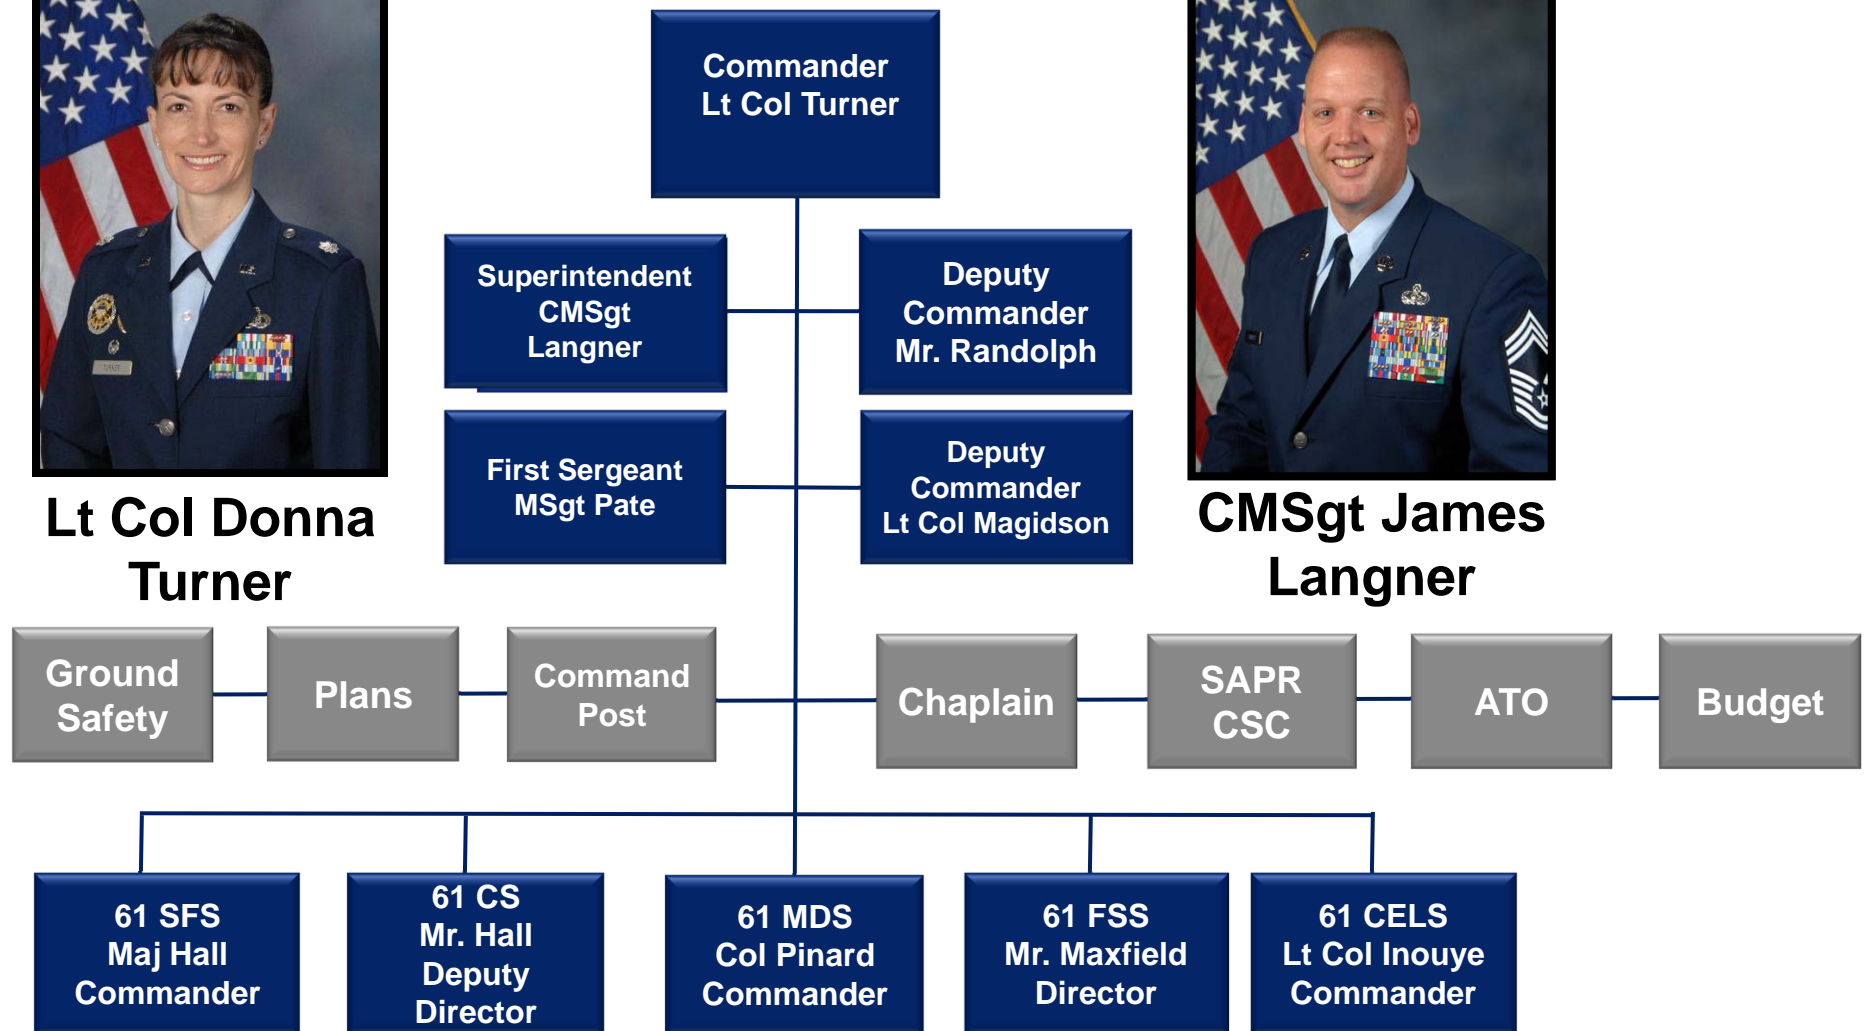 Commander
Lt Col Turner
Superintendent
CMSgt
Langner
Deputy
Commander
Mr. Randolph
First Sergeant
MSgt Pate
Deputy
Commander
Lt Col Magidson
Lt Col Donna
Turner
CMSgt James
Langner
Ground
Safety
Plans
Command
Post
Chaplain
SAPR
CSC
ATO
Budget
61 SFS
Maj Hall
Commander
61 CS
Mr. Hall
Deputy
Director
61 MDS
Col Pinard
Commander
61 FSS
Mr. Maxfield
Director
61 CELS
Lt Col Inouye
Commander